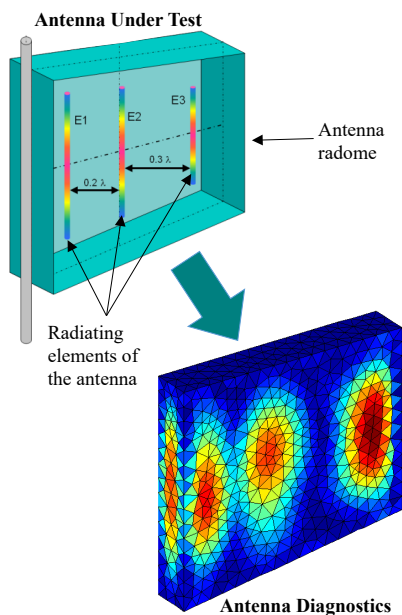 Antenna Under Test
E1
E2
E3
0.2 λ
0.3 λ
Antenna
radome
Radiating
elements of
the antenna
Antenna Diagnostics